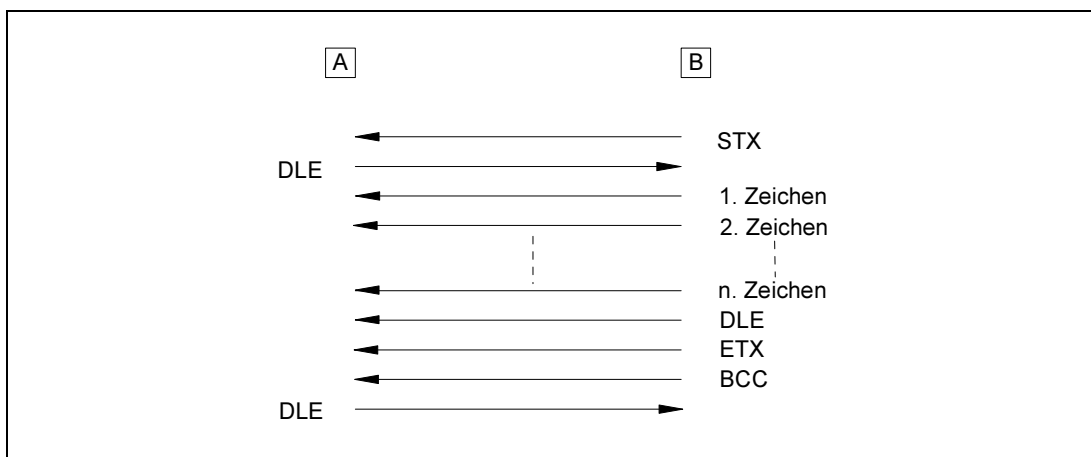 A B
STX
DLE
1. Zeichen
2. Zeichen
n. Zeichen
DLE
ETX
BCC
DLE